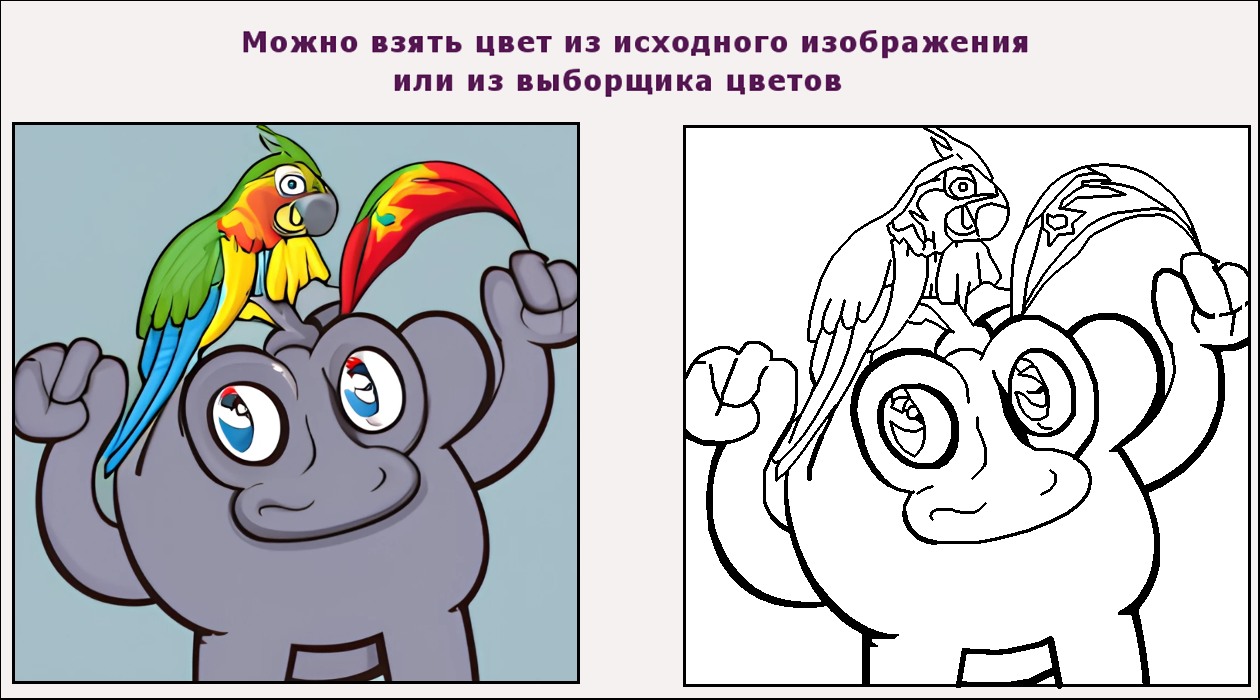 Можно взять цвет из исходного изображения
или из выборщика цветов